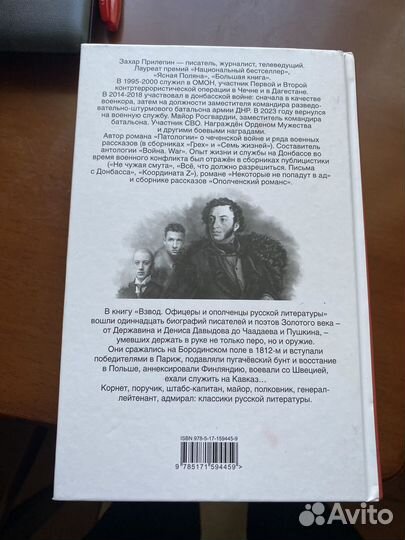 Захар Прилепин — писатель, журналист, телеведущий.
Лауреат премий «Национальный бестселлер»,
«Ясная Поляна», «Большая книга».
В 1995-2000 служил в ОМОН, участник Первой и Второй
контртеррористической операции в Чечне и в Дагестане.
В 2014-2018 участвовал в донбасской войне: сначала в качестве
военкора, затем на должности заместителя командира разведо-
вательно-штурмового батальона армии ДНР. В 2023 году вернулся
на военную службу. Майор Росгвардии, заместитель командира
батальона. Участник СВО. Награждён Орденом Мужества
и другими боевыми наградами.
Автор романа «Патологии» о чеченской войне и ряда военных
рассказов (в сборниках «Грех» и «Семь жизней»). Составитель
антологии «Война. War». Опыт жизни и службы на Донбассе во
время военного конфликта был отражён в сборниках публицистики
(«Не чужая смута», «Всё, что должно разрешиться. Письма
с Донбасса», «Координата Z»), романе «Некоторые не попадут в ад»
и сборнике рассказов «Ополченский романс».
В книгу «Взвод. Офицеры и ополченцы русской литературы»
вошли одиннадцать биографий писателей и поэтов Золотого века –
от Державина и Дениса Давыдова до Чаадаева и Пушкина, –
умевших держать в руке не только перо, но и оружие.
Они сражались на Бородинском поле в 1812-м и вступали
победителями в Париж, подавляли пугачёвский бунт и восстание
в Польше, аннексировали Финляндию, воевали со Швецией,
ехали служить на Кавказ…
Корнет, поручик, штабс-капитан, майор, полковник, генерал-
лейтенант, адмирал: классики русской литературы.
ISBN 978-5-17-159445-9
9 785171 594459 >
Avito